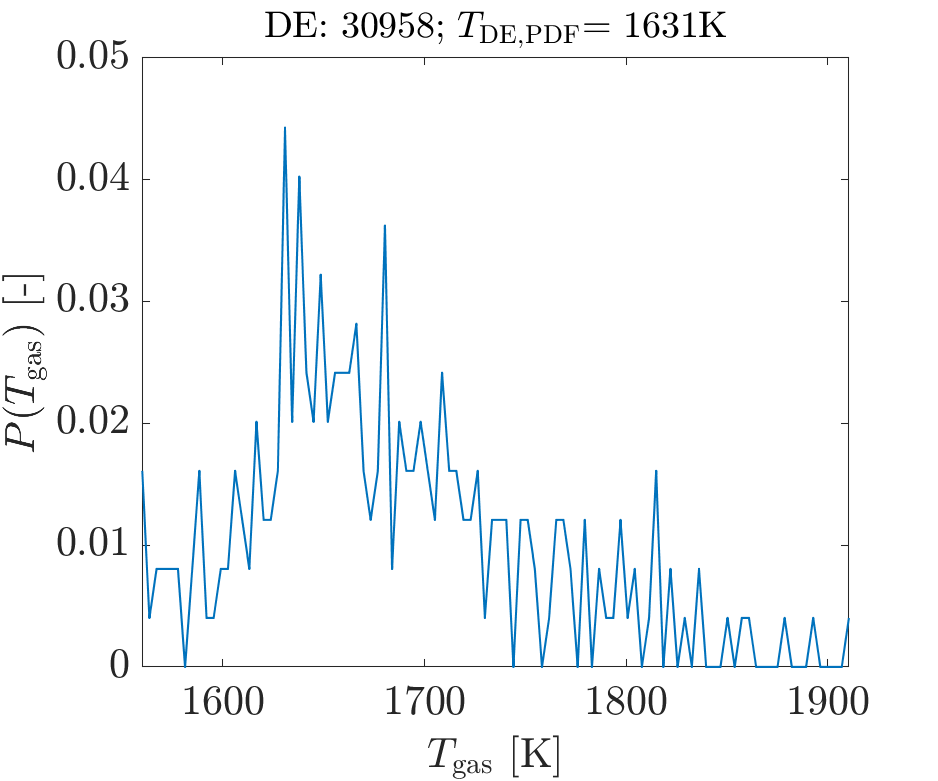 DE: 30958; T_DE,PDF= 1631K
0.05
0.04
0.03
0.02
0.01
0
P(T_gas) [-]
1600 1700 1800 1900
T_gas [K]